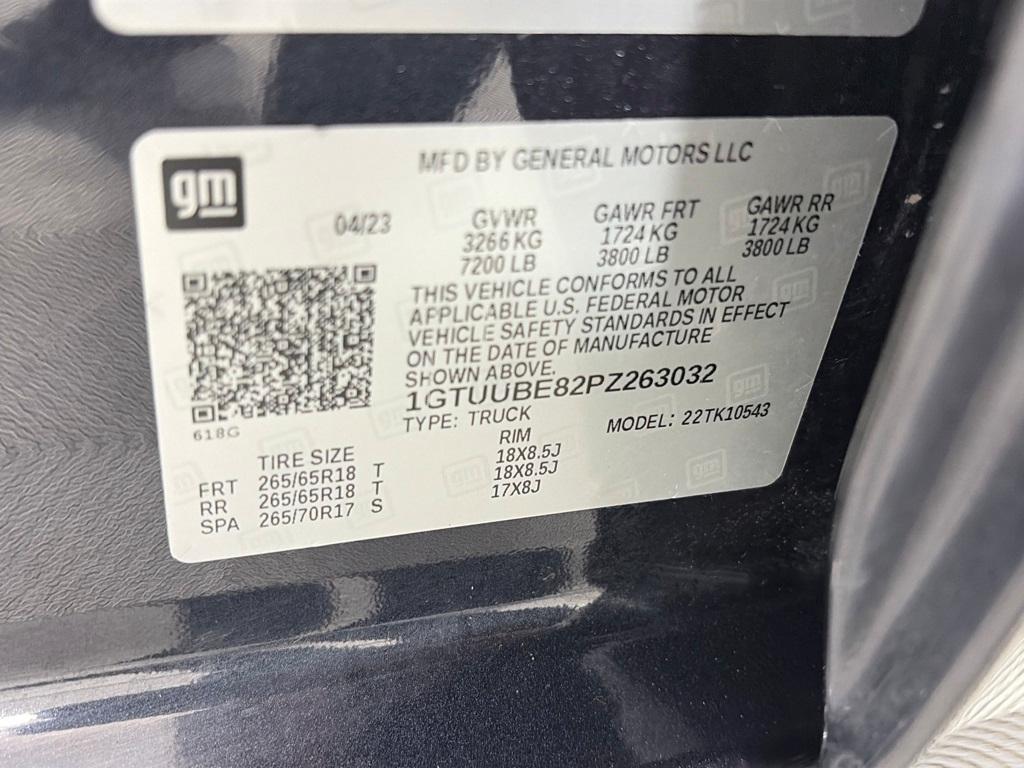 gm
MFD BY GENERAL MOTORS LLC
04/23
GVWR
3266 KG
7200 LB
GAWR FRT
1724 KG
3800 LB
GAWR RR
1724 KG
3800 LB
THIS VEHICLE CONFORMS TO ALL
APPLICABLE U.S. FEDERAL MOTOR
VEHICLE SAFETY STANDARDS IN EFFECT
ON THE DATE OF MANUFACTURE
SHOWN ABOVE.
1GTUUBE82PZ263032
TYPE: TRUCK
MODEL: 22TK10543
618G
TIRE SIZE RIM
FRT 265/65R18 T 18X8.5J
RR 265/65R18 T 18X8.5J
SPA 265/70R17 S 17X8J